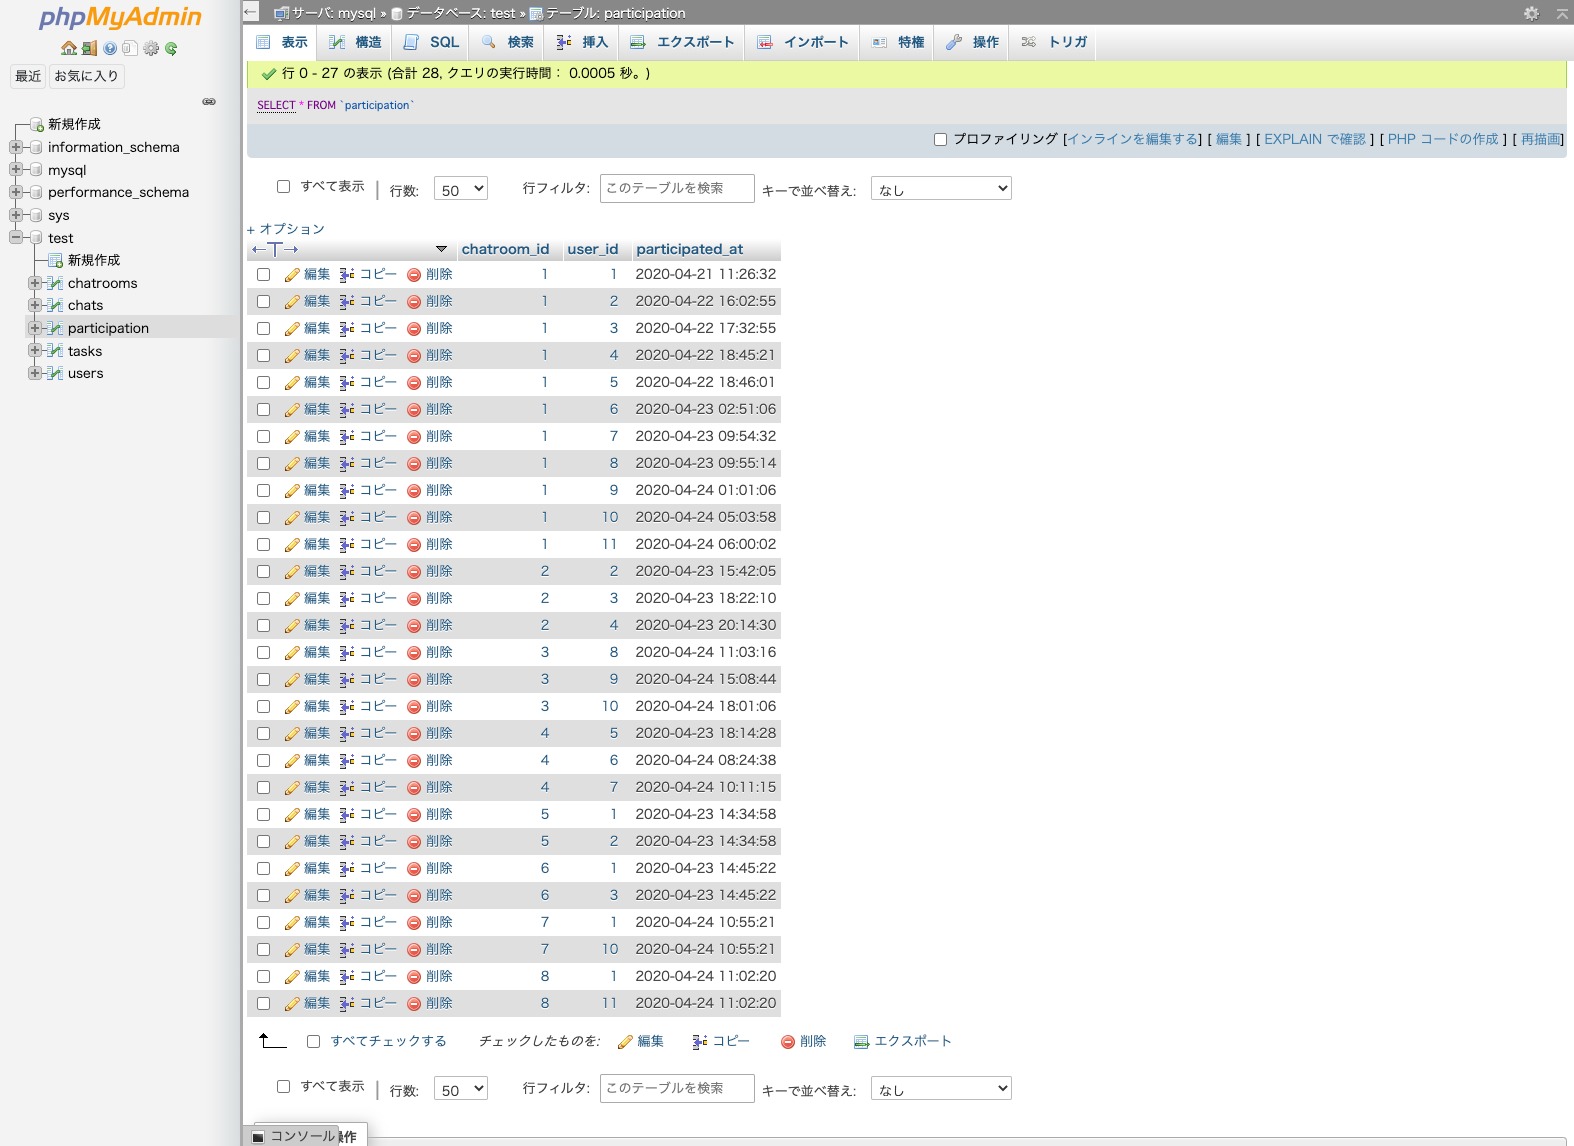 phpMyAdmin
最近 お気に入り
新規作成
information_schema
mysql
performance_schema
sys
test
新規作成
chatrooms
chats
participation
tasks
users
サーバ: mysql » データベース: test » テーブル: participation
表示 構造 SQL 検索 挿入 エクスポート インポート 特権 操作 トリガ
行 0 - 27 の表示 (合計 28, クエリの実行時間： 0.0005 秒。)
SELECT * FROM `participation`
プロファイリング [インラインを編集する] [ 編集 ] [ EXPLAIN で確認 ] [ PHP コードの作成 ] [ 再描画]
すべて表示 | 行数: 50 行フィルタ: このテーブルを検索 キーで並べ替え: なし
+ オプション
←T→ chatroom_id user_id participated_at
編集 コピー 削除 1 1 2020-04-21 11:26:32
編集 コピー 削除 1 2 2020-04-22 16:02:55
編集 コピー 削除 1 3 2020-04-22 17:32:55
編集 コピー 削除 1 4 2020-04-22 18:45:21
編集 コピー 削除 1 5 2020-04-22 18:46:01
編集 コピー 削除 1 6 2020-04-23 02:51:06
編集 コピー 削除 1 7 2020-04-23 09:54:32
編集 コピー 削除 1 8 2020-04-23 09:55:14
編集 コピー 削除 1 9 2020-04-24 01:01:06
編集 コピー 削除 1 10 2020-04-24 05:03:58
編集 コピー 削除 1 11 2020-04-24 06:00:02
編集 コピー 削除 2 2 2020-04-23 15:42:05
編集 コピー 削除 2 3 2020-04-23 18:22:10
編集 コピー 削除 2 4 2020-04-23 20:14:30
編集 コピー 削除 3 8 2020-04-24 11:03:16
編集 コピー 削除 3 9 2020-04-24 15:08:44
編集 コピー 削除 3 10 2020-04-24 18:01:06
編集 コピー 削除 4 5 2020-04-23 18:14:28
編集 コピー 削除 4 6 2020-04-24 08:24:38
編集 コピー 削除 4 7 2020-04-24 10:11:15
編集 コピー 削除 5 1 2020-04-23 14:34:58
編集 コピー 削除 5 2 2020-04-23 14:34:58
編集 コピー 削除 6 1 2020-04-23 14:45:22
編集 コピー 削除 6 3 2020-04-23 14:45:22
編集 コピー 削除 7 1 2020-04-24 10:55:21
編集 コピー 削除 7 10 2020-04-24 10:55:21
編集 コピー 削除 8 1 2020-04-24 11:02:20
編集 コピー 削除 8 11 2020-04-24 11:02:20
すべてチェックする チェックしたものを: 編集 コピー 削除 エクスポート
すべて表示 | 行数: 50 行フィルタ: このテーブルを検索 キーで並べ替え: なし
コンソール 操作